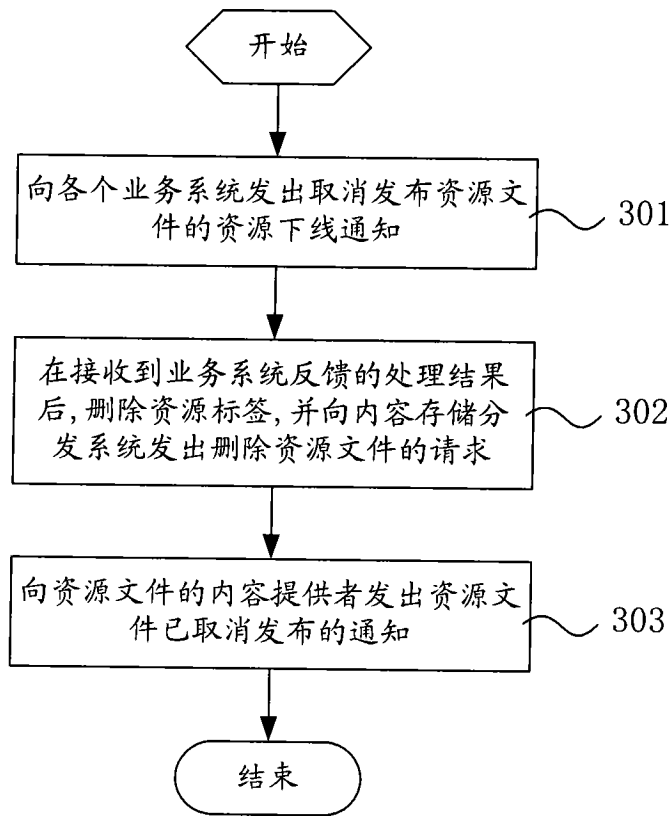 开始
向各个业务系统发出取消发布资源文
件的资源下线通知
301
在接收到业务系统反馈的处理结果
后,删除资源标签,并向内容存储分
发系统发出删除资源文件的请求
302
向资源文件的内容提供者发出资源文
件已取消发布的通知
303
结束